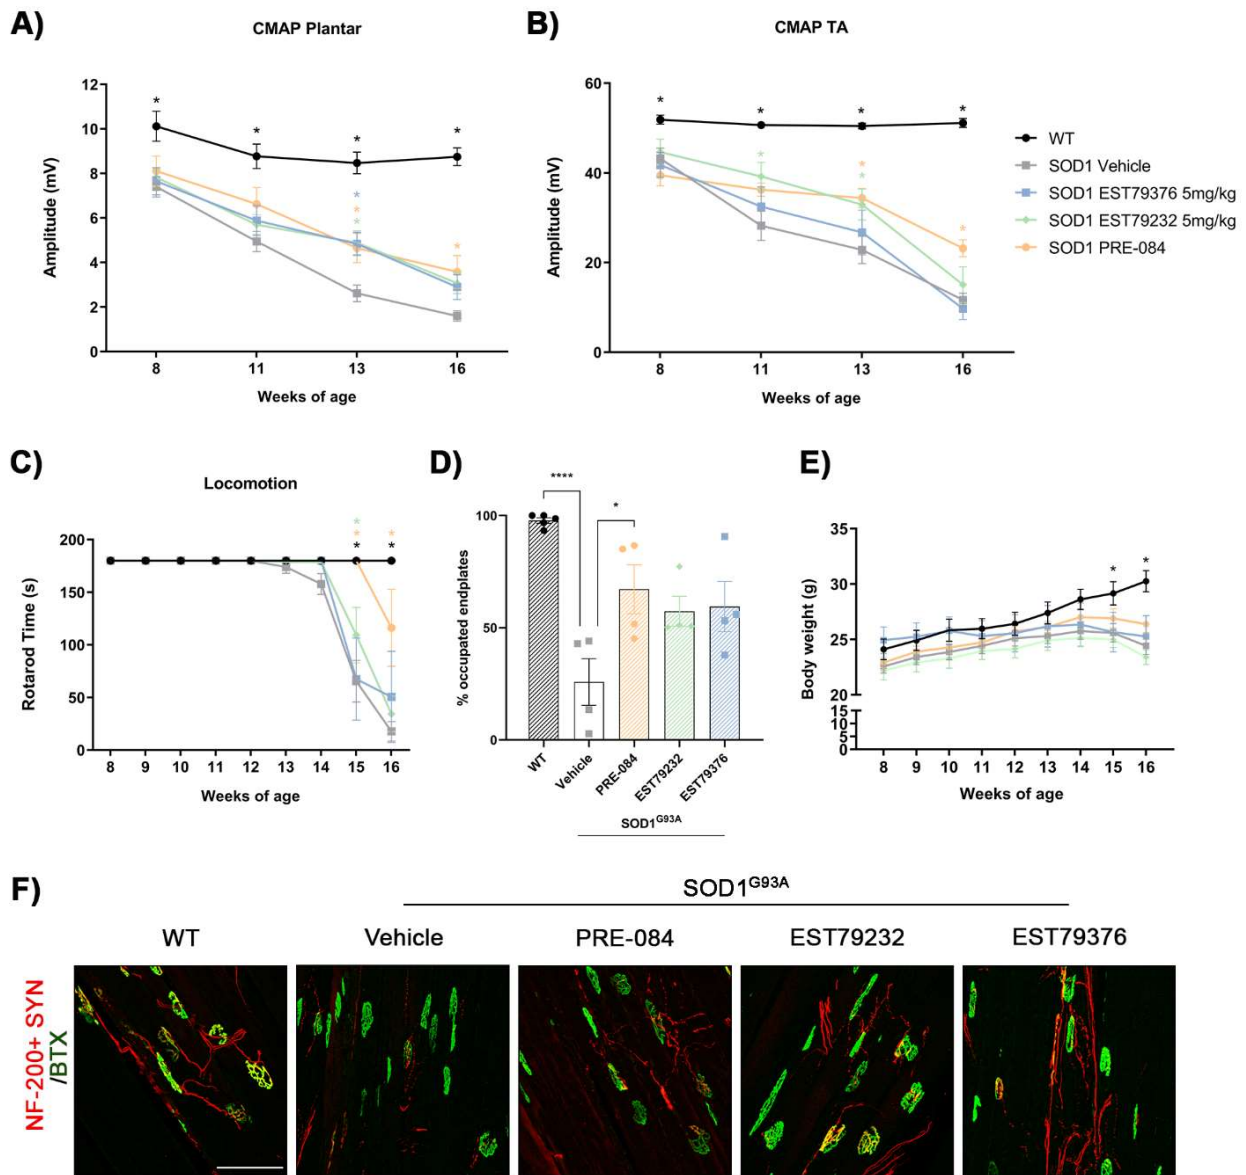 A)
CMAP Plantar
12
10
8
6
4
2
0
Amplitude (mV)
* * * *
*
*
*
*
8 11 13 16
Weeks of age
B)
CMAP TA
60
40
20
0
Amplitude (mV)
* * * *
* * *
*
8 11 13 16
Weeks of age
WT
SOD1 Vehicle
SOD1 EST79376 5mg/kg
SOD1 EST79232 5mg/kg
SOD1 PRE-084
C)
Locomotion
200
150
100
50
0
Rotarod Time (s)
*
* *
* *
8 9 10 11 12 13 14 15 16
Weeks of age
D)
****
*
100
50
0
% occupated endplates
WT
Vehicle
PRE-084
EST79232
EST79376
SOD1G93A
E)
35
30
25
20
15
10
5
0
Body weight (g)
* *
8 9 10 11 12 13 14 15 16
Weeks of age
F)
SOD1G93A
WT Vehicle PRE-084 EST79232 EST79376
NF-200+ SYN
/BTX